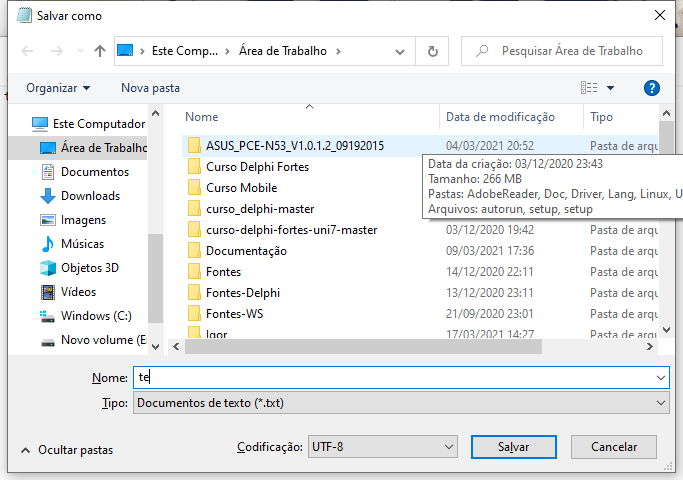 Salvar como
Este Comp... Área de Trabalho
Pesquisar Área de Trabalho
Organizar Nova pasta
Nome Data de modificação Tipo
Este Computador
Área de Trabalho
Documentos
Downloads
Imagens
Músicas
Objetos 3D
Vídeos
Windows (C:)
Novo volume (E:
ASUS_PCE-N53_V1.0.1.2_09192015 04/03/2021 20:52 Pasta de arqu
Curso Delphi Fortes
Curso Mobile
curso_delphi-master
curso-delphi-fortes-uni7-master 03/12/2020 19:42 Pasta de arqu
Documentação 09/03/2021 17:36 Pasta de arqu
Fontes 14/12/2020 22:11 Pasta de arqu
Fontes-Delphi 13/12/2020 23:11 Pasta de arqu
Fontes-WS 21/09/2020 23:01 Pasta de arqu
Igor 17/03/2021 14:27 Pasta de arqu
Data da criação: 03/12/2020 23:43
Tamanho: 266 MB
Pastas: AdobeReader, Doc, Driver, Lang, Linux, U
Arquivos: autorun, setup, setup
Nome: te
Tipo: Documentos de texto (*.txt)
Ocultar pastas
Codificação: UTF-8
Salvar Cancelar